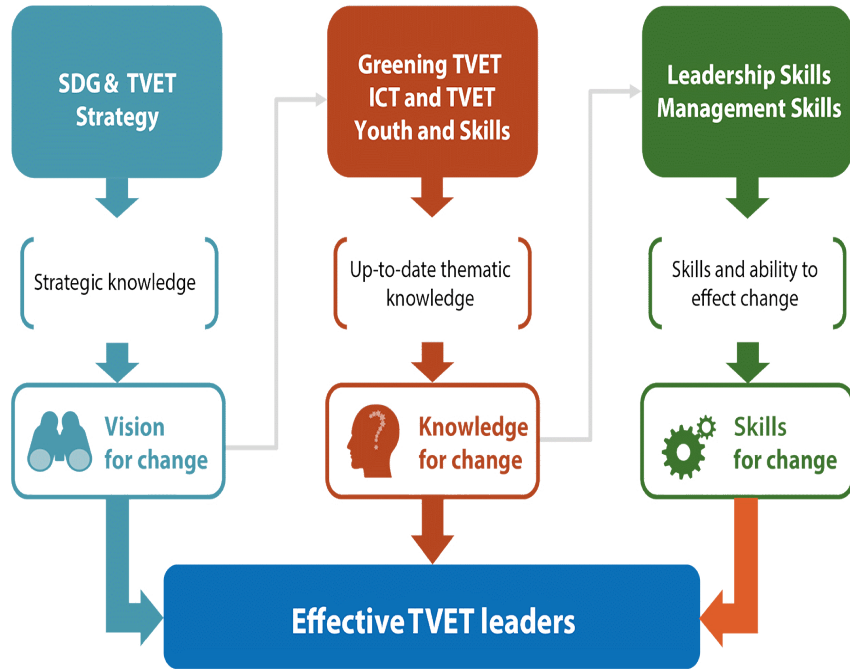 SDG & TVET
Strategy
Strategic knowledge
Vision
for change
Greening TVET
ICT and TVET
Youth and Skills
Up-to-date thematic
knowledge
Knowledge
for change
Leadership Skills
Management Skills
Skills and ability to
effect change
Skills
for change
Effective TVET leaders